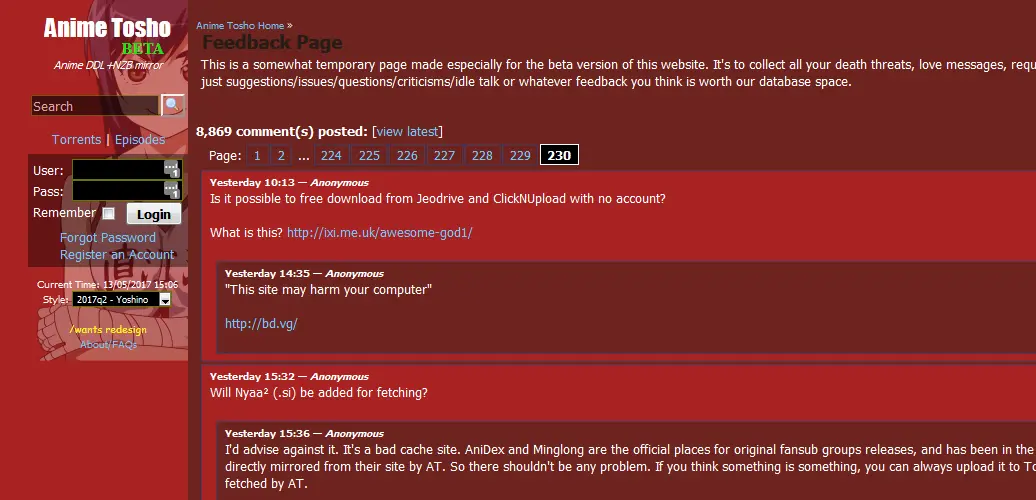 Anime Tosho
BETA
Anime DDL+NZB mirror
Search
Torrents | Episodes
User:
Pass:
Remember Login
Forgot Password
Register an Account
Current Time: 13/05/2017 15:06
Style: 2017q2 - Yoshino
/wants redesign
About/FAQs
Anime Tosho Home »
Feedback Page
This is a somewhat temporary page made especially for the beta version of this website. It's to collect all your death threats, love messages, requ
just suggestions/issues/questions/criticisms/idle talk or whatever feedback you think is worth our database space.
8,869 comment(s) posted: [view latest]
Page: 1 2 ... 224 225 226 227 228 229 230
Yesterday 10:13 — Anonymous
Is it possible to free download from Jeodrive and ClickNUpload with no account?
What is this? http://ixi.me.uk/awesome-god1/
Yesterday 14:35 — Anonymous
"This site may harm your computer"
http://bd.vg/
Yesterday 15:32 — Anonymous
Will Nyaa² (.si) be added for fetching?
Yesterday 15:36 — Anonymous
I'd advise against it. It's a bad cache site. AniDex and Minglong are the official places for original fansub groups releases, and has been in the
directly mirrored from their site by AT. So there shouldn't be any problem. If you think something is something, you can always upload it to To
fetched by AT.